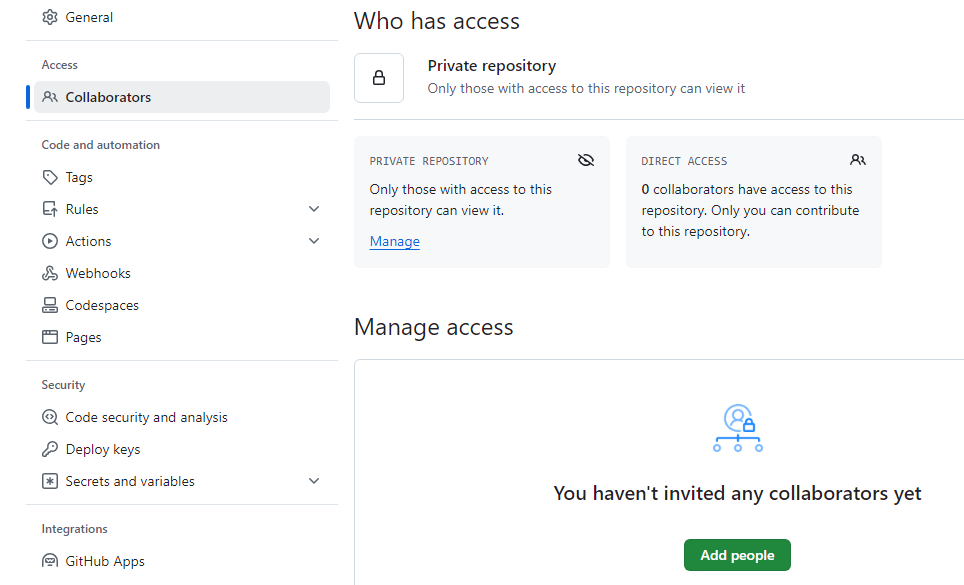 General
Access
Collaborators
Code and automation
Tags
Rules
Actions
Webhooks
Codespaces
Pages
Security
Code security and analysis
Deploy keys
Secrets and variables
Integrations
GitHub Apps
Who has access
Private repository
Only those with access to this repository can view it
PRIVATE REPOSITORY
Only those with access to this
repository can view it.
Manage
DIRECT ACCESS
0 collaborators have access to this
repository. Only you can contribute
to this repository.
Manage access
You haven't invited any collaborators yet
Add people